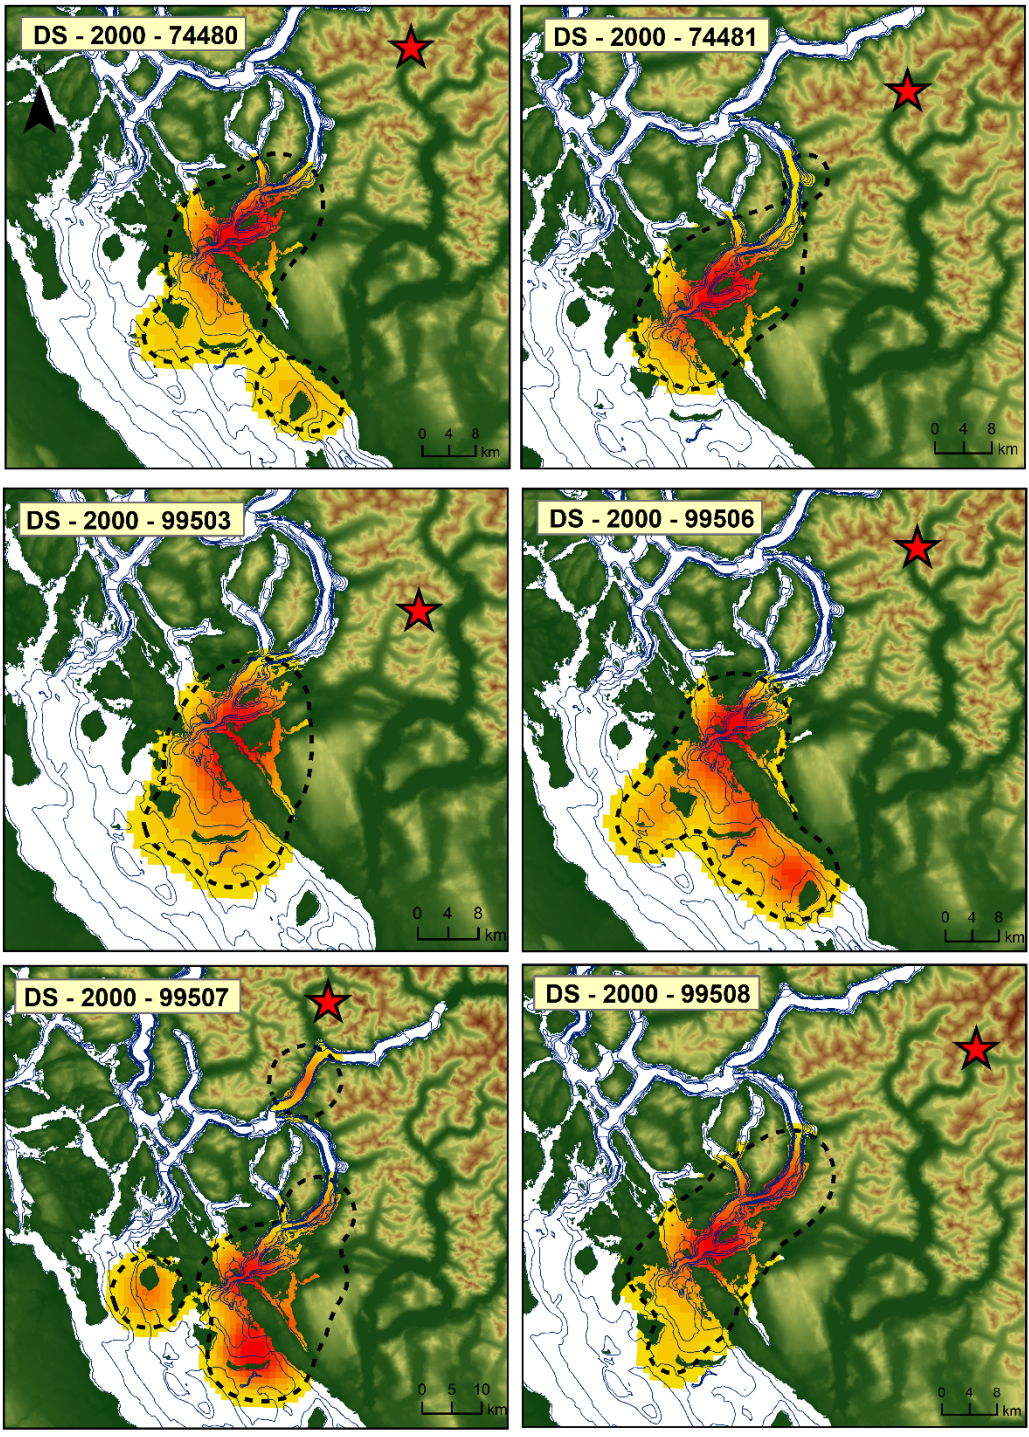 DS - 2000 - 74480
N
0 4 8
km
DS - 2000 - 74481
0 4 8
km
DS - 2000 - 99503
0 4 8
km
DS - 2000 - 99506
0 4 8
km
DS - 2000 - 99507
0 5 10
km
DS - 2000 - 99508
0 4 8
km